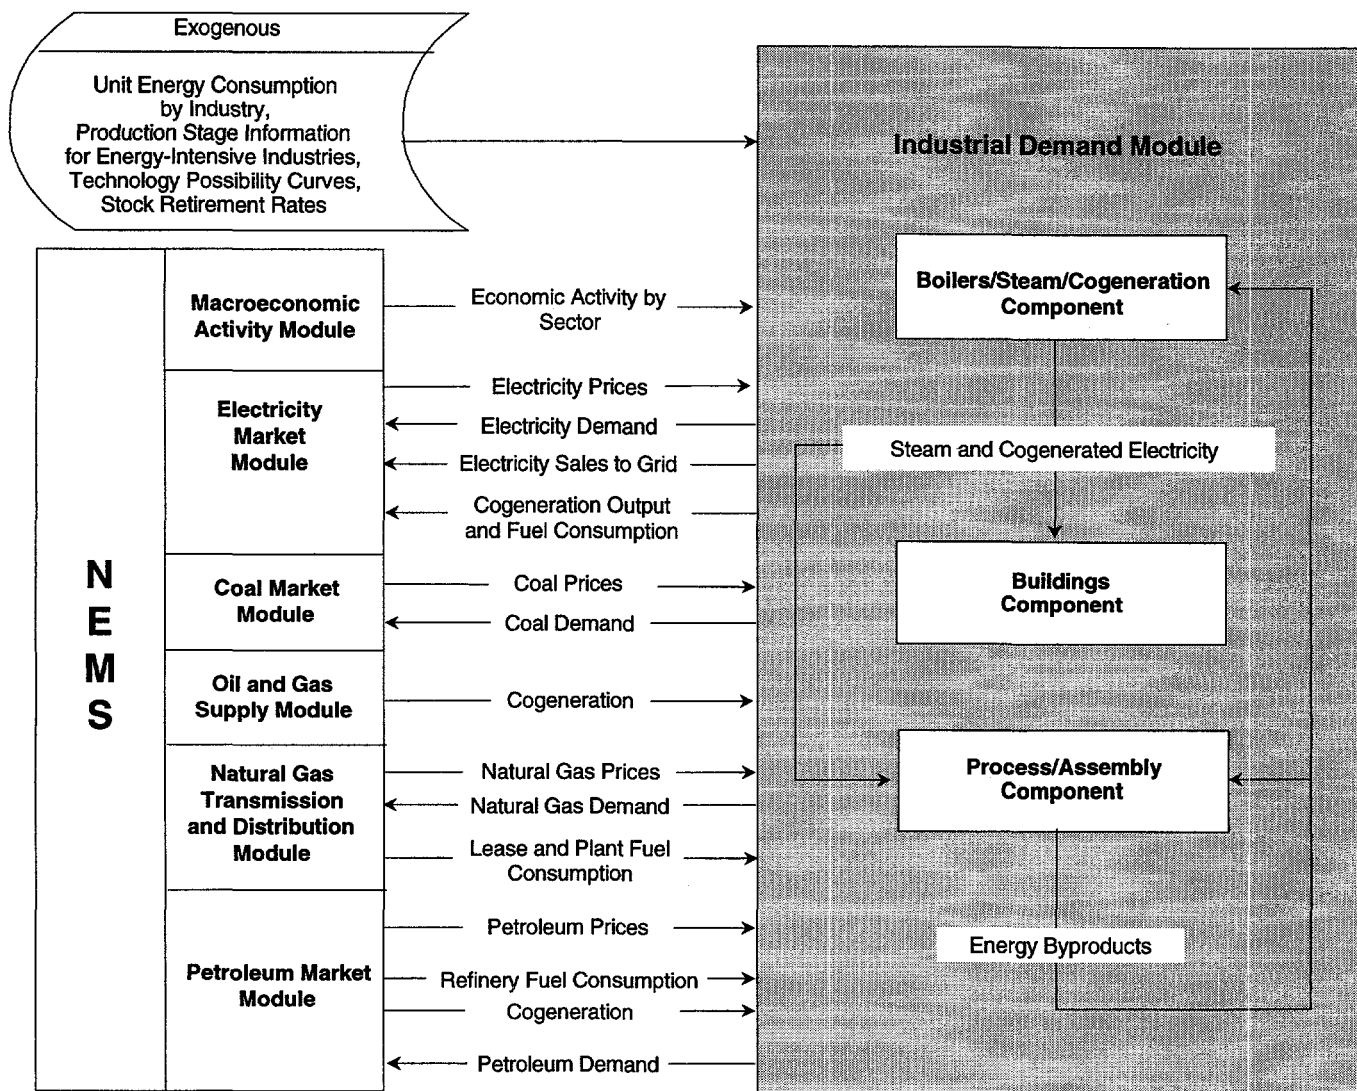 Exogenous
Unit Energy Consumption
by Industry,
Production Stage Information
for Energy-Intensive Industries,
Technology Possibility Curves,
Stock Retirement Rates
Industrial Demand Module
Boilers/Steam/Cogeneration
Component
Steam and Cogenerated Electricity
Buildings
Component
Process/Assembly
Component
Energy Byproducts
N
E
M
S
Macroeconomic
Activity Module
Economic Activity by
Sector
Electricity
Market
Module
Electricity Prices
Electricity Demand
Electricity Sales to Grid
Cogeneration Output
and Fuel Consumption
Coal Market
Module
Coal Prices
Coal Demand
Oil and Gas
Supply Module
Cogeneration
Natural Gas
Transmission
and Distribution
Module
Natural Gas Prices
Natural Gas Demand
Lease and Plant Fuel
Consumption
Petroleum Market
Module
Petroleum Prices
Refinery Fuel Consumption
Cogeneration
Petroleum Demand